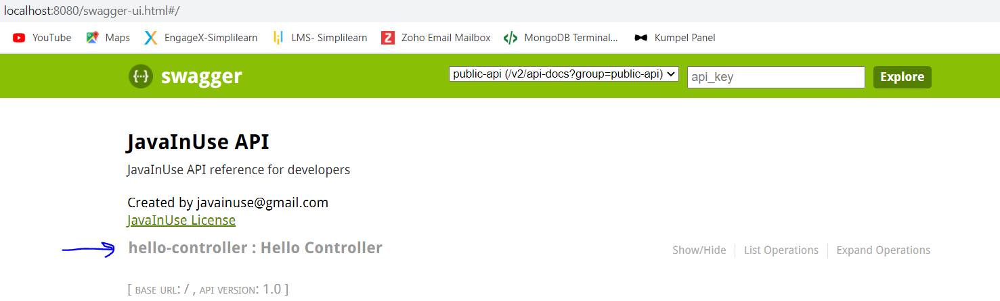 localhost:8080/swagger-ui.html#/
YouTube Maps EngageX-Simplilearn LMS- Simplilearn Zoho Email Mailbox MongoDB Terminal... Kumpel Panel
{··} swagger public-api (/v2/api-docs?group=public-api) api_key Explore
JavaInUse API
JavaInUse API reference for developers
Created by javainuse@gmail.com
JavaInUse License
hello-controller : Hello Controller Show/Hide List Operations Expand Operations
[ BASE URL: / , API VERSION: 1.0 ]